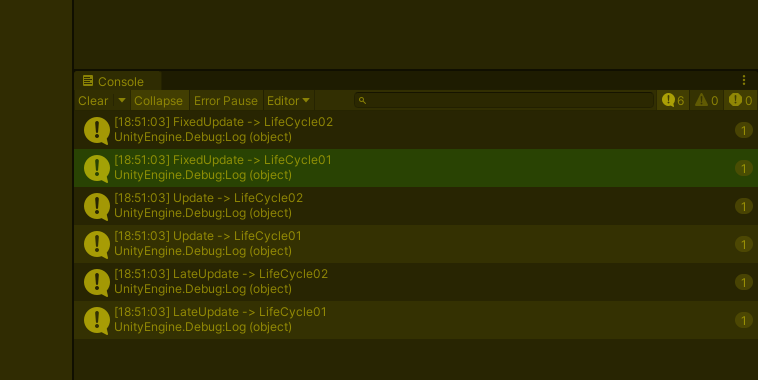 Console
Clear Collapse Error Pause Editor 6 0 0
[18:51:03] FixedUpdate -> LifeCycle02
UnityEngine.Debug:Log (object)
1
[18:51:03] FixedUpdate -> LifeCycle01
UnityEngine.Debug:Log (object)
1
[18:51:03] Update -> LifeCycle02
UnityEngine.Debug:Log (object)
1
[18:51:03] Update -> LifeCycle01
UnityEngine.Debug:Log (object)
1
[18:51:03] LateUpdate -> LifeCycle02
UnityEngine.Debug:Log (object)
1
[18:51:03] LateUpdate -> LifeCycle01
UnityEngine.Debug:Log (object)
1